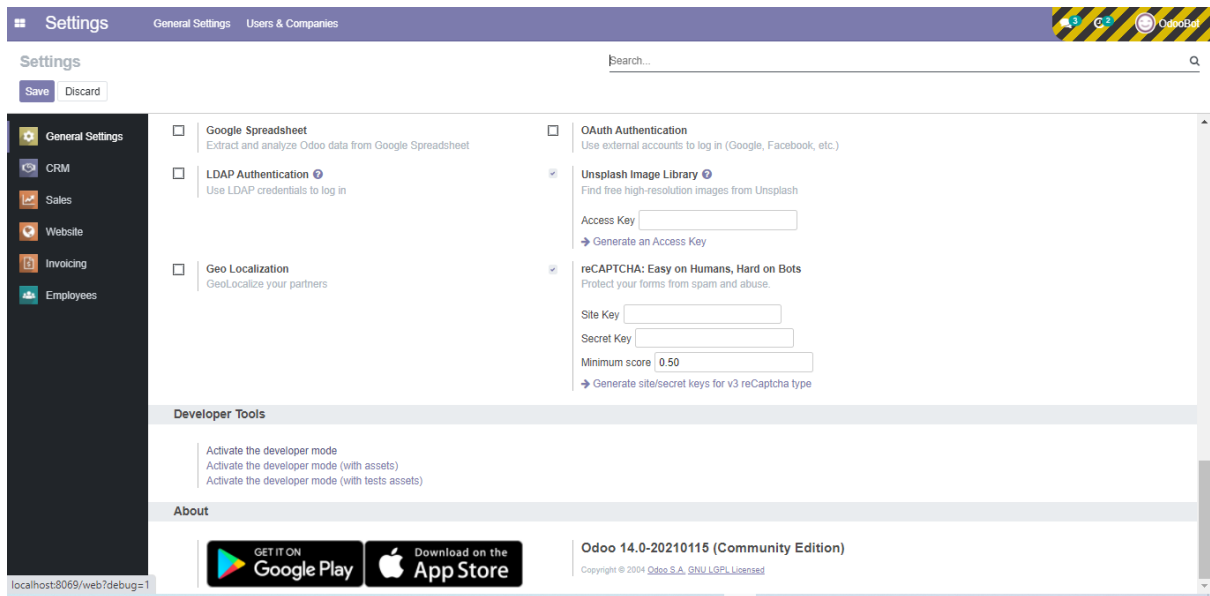 Settings General Settings Users & Companies 3 2 OdooBot
Settings
Search...
Save Discard
General Settings
CRM
Sales
Website
Invoicing
Employees
Google Spreadsheet
Extract and analyze Odoo data from Google Spreadsheet
OAuth Authentication
Use external accounts to log in (Google, Facebook, etc.)
LDAP Authentication ?
Use LDAP credentials to log in
Unsplash Image Library ?
Find free high-resolution images from Unsplash
Access Key
Generate an Access Key
Geo Localization
GeoLocalize your partners
reCAPTCHA: Easy on Humans, Hard on Bots
Protect your forms from spam and abuse.
Site Key
Secret Key
Minimum score 0.50
Generate site/secret keys for v3 reCaptcha type
Developer Tools
Activate the developer mode
Activate the developer mode (with assets)
Activate the developer mode (with tests assets)
About
GET IT ON
Google Play
Download on the
App Store
Odoo 14.0-20210115 (Community Edition)
Copyright © 2004 Odoo S.A. GNU LGPL Licensed
localhost:8069/web?debug=1